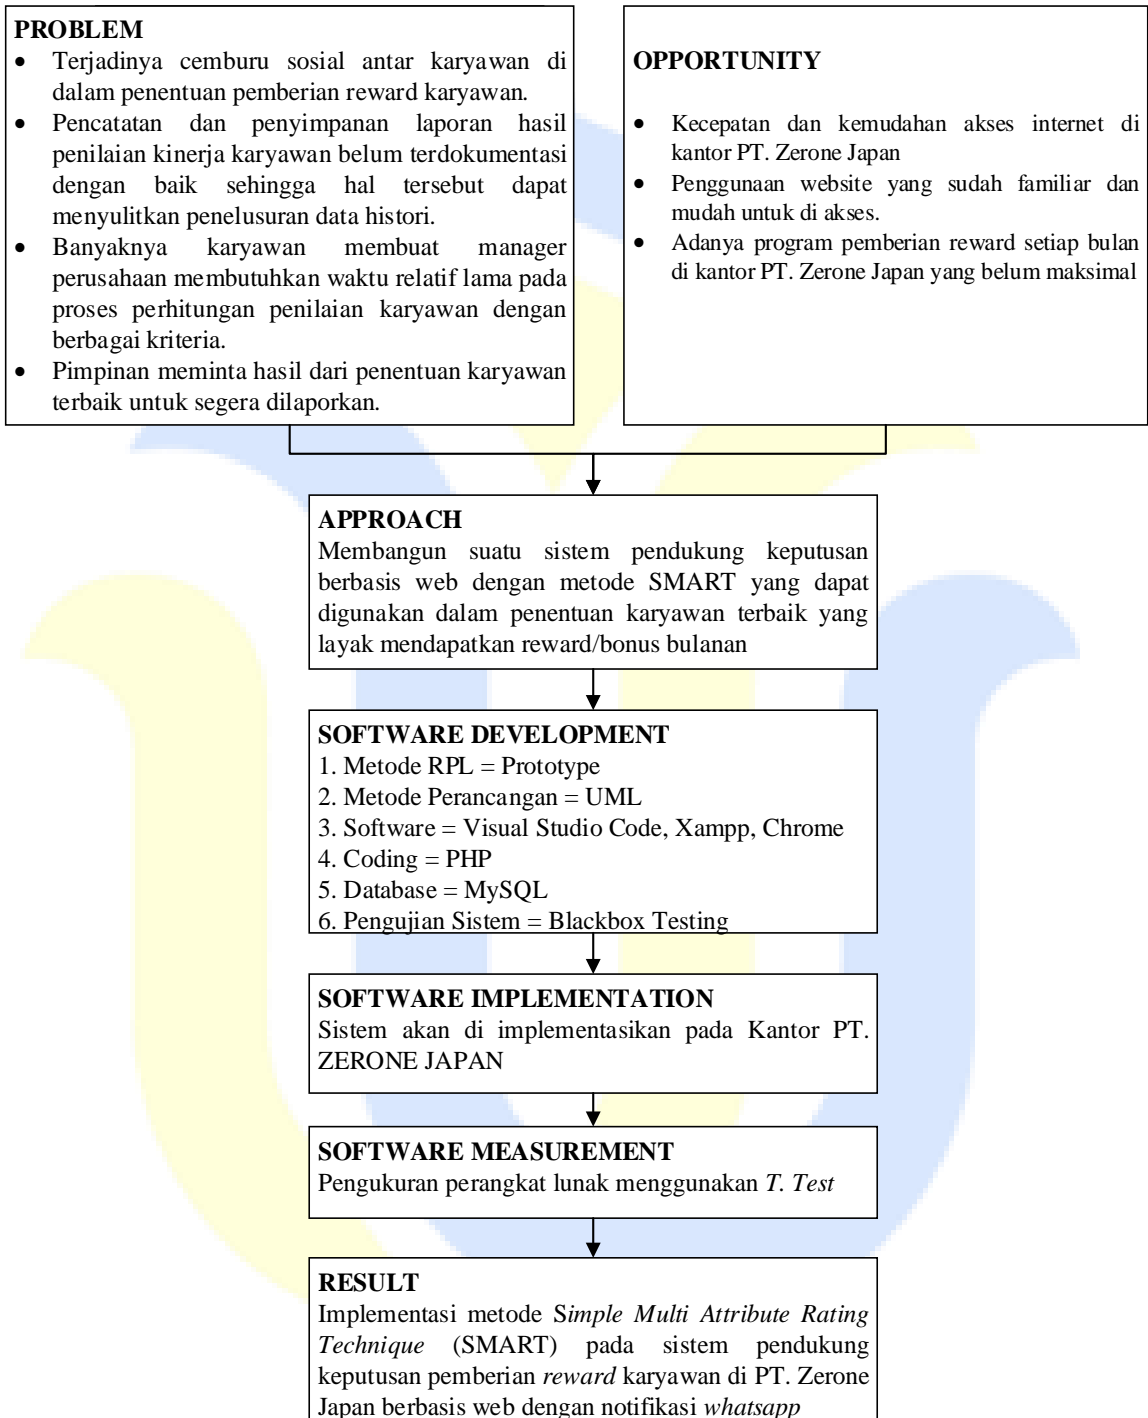 PROBLEM
• Terjadinya cemburu sosial antar karyawan di
dalam penentuan pemberian reward karyawan.
• Pencatatan dan penyimpanan laporan hasil
penilaian kinerja karyawan belum terdokumentasi
dengan baik sehingga hal tersebut dapat
menyulitkan penelusuran data histori.
• Banyaknya karyawan membuat manager
perusahaan membutuhkan waktu relatif lama pada
proses perhitungan penilaian karyawan dengan
berbagai kriteria.
• Pimpinan meminta hasil dari penentuan karyawan
terbaik untuk segera dilaporkan.
OPPORTUNITY
• Kecepatan dan kemudahan akses internet di
kantor PT. Zerone Japan
• Penggunaan website yang sudah familiar dan
mudah untuk di akses.
• Adanya program pemberian reward setiap bulan
di kantor PT. Zerone Japan yang belum maksimal
APPROACH
Membangun suatu sistem pendukung keputusan
berbasis web dengan metode SMART yang dapat
digunakan dalam penentuan karyawan terbaik yang
layak mendapatkan reward/bonus bulanan
SOFTWARE DEVELOPMENT
1. Metode RPL = Prototype
2. Metode Perancangan = UML
3. Software = Visual Studio Code, Xampp, Chrome
4. Coding = PHP
5. Database = MySQL
6. Pengujian Sistem = Blackbox Testing
SOFTWARE IMPLEMENTATION
Sistem akan di implementasikan pada Kantor PT.
ZERONE JAPAN
SOFTWARE MEASUREMENT
Pengukuran perangkat lunak menggunakan T. Test
RESULT
Implementasi metode Simple Multi Attribute Rating
Technique (SMART) pada sistem pendukung
keputusan pemberian reward karyawan di PT. Zerone
Japan berbasis web dengan notifikasi whatsapp